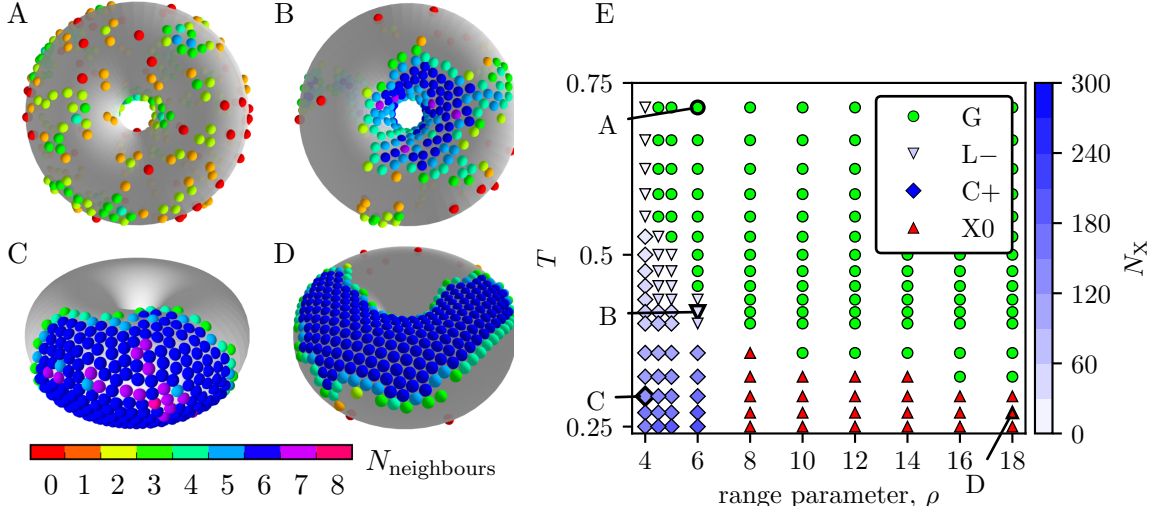 A
B
C
D
0 1 2 3 4 5 6 7 8
N_neighbours
E
0.75
0.5
0.25
T
A
B
C
D
G
L−
C+
X0
4 6 8 10 12 14 16 18
range parameter, ρ
300
240
180
120
60
0
N_X